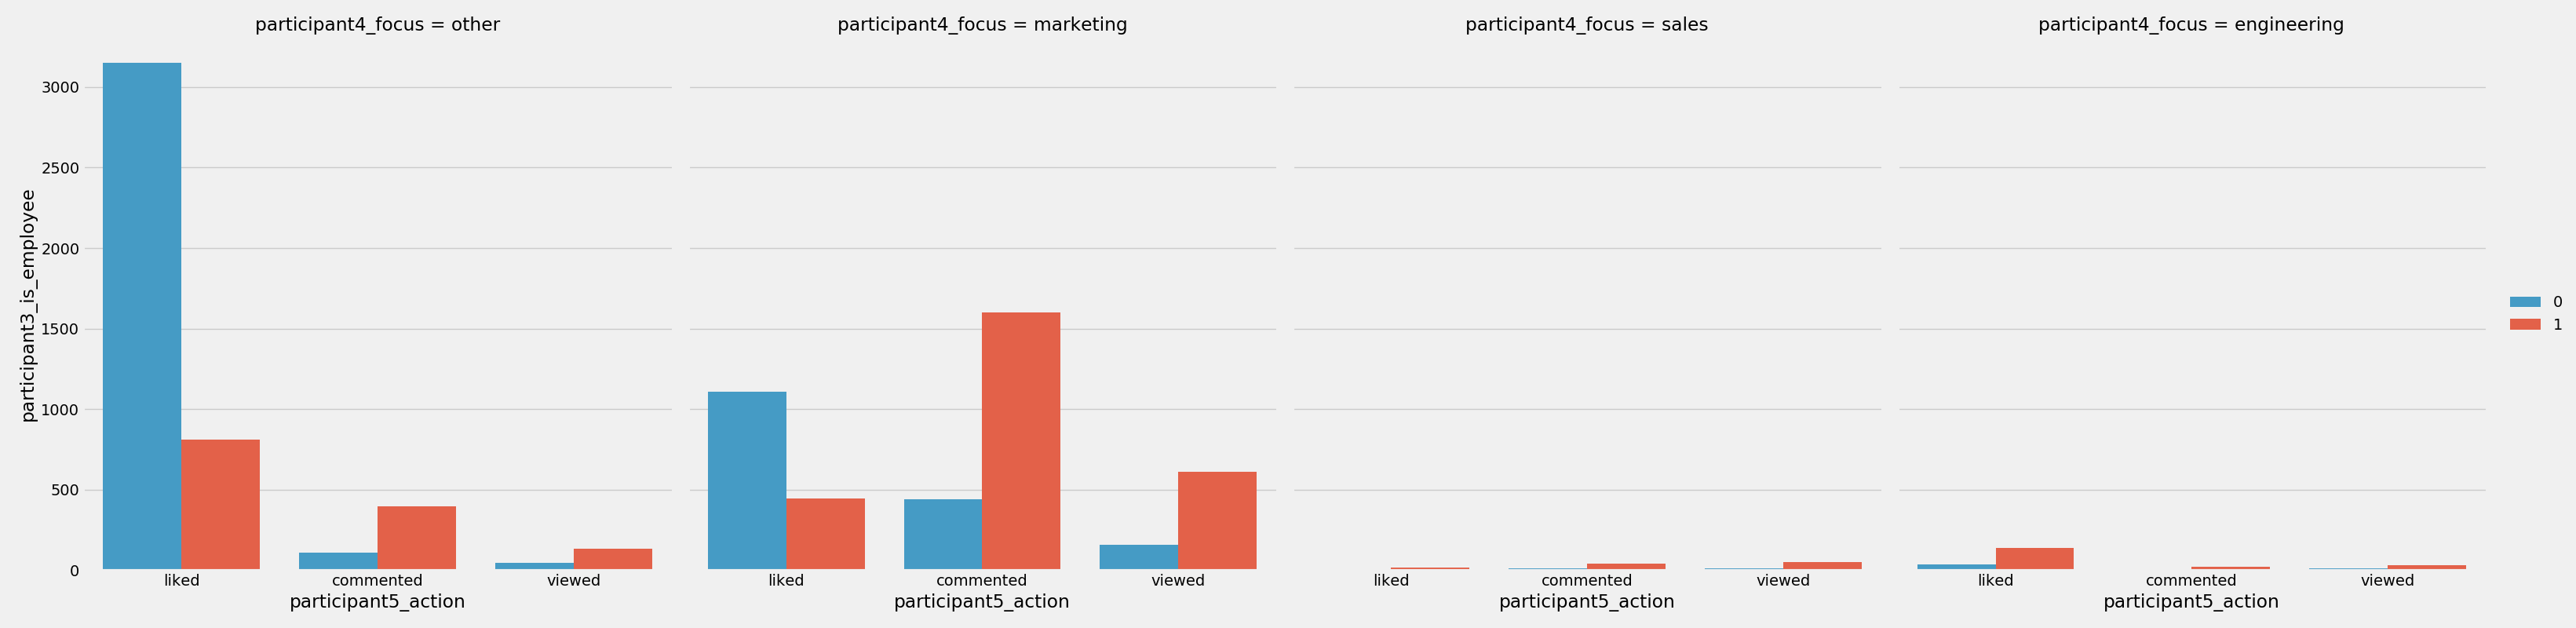 participant4_focus = other
participant4_focus = marketing
participant4_focus = sales
participant4_focus = engineering
participant3_is_employee
3000
2500
2000
1500
1000
500
0
0
1
liked commented viewed
liked commented viewed
liked commented viewed
liked commented viewed
participant5_action
participant5_action
participant5_action
participant5_action